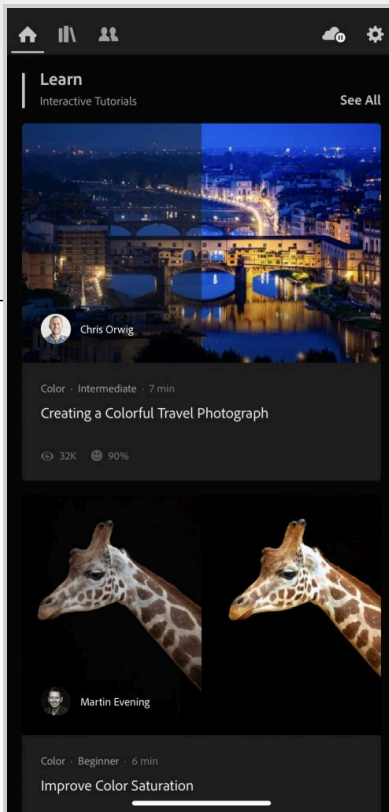 Learn
Interactive Tutorials
See All
Chris Orwig
Color · Intermediate · 7 min
Creating a Colorful Travel Photograph
32K 90%
Martin Evening
Color · Beginner · 6 min
Improve Color Saturation